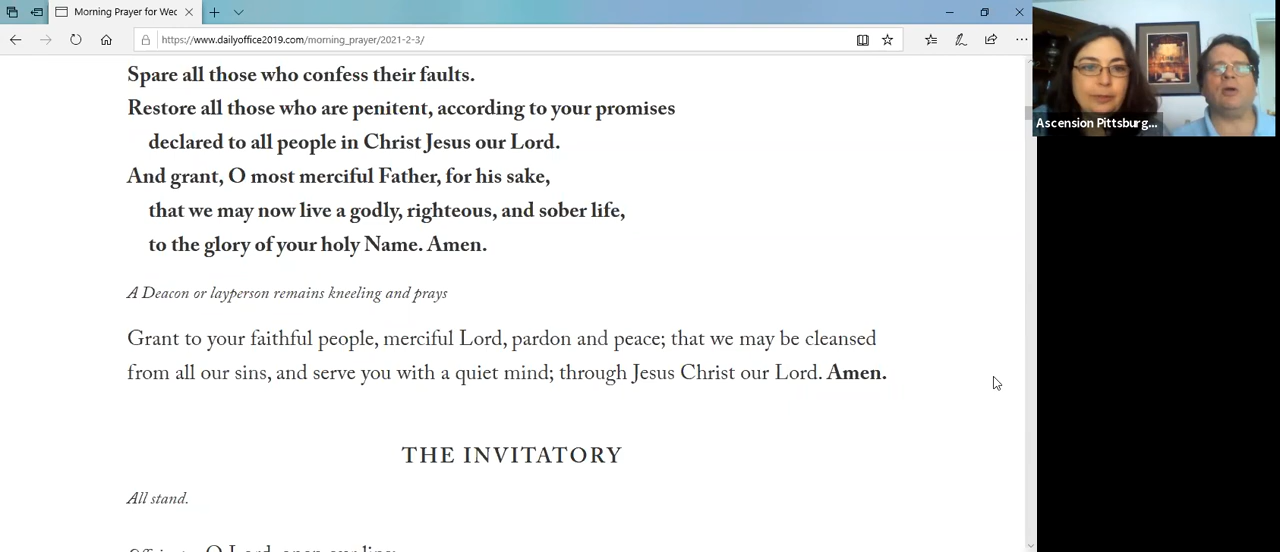 Morning Prayer for Wed
https://www.dailyoffice2019.com/morning_prayer/2021-2-3/
Spare all those who confess their faults.
Restore all those who are penitent, according to your promises
declared to all people in Christ Jesus our Lord.
And grant, O most merciful Father, for his sake,
that we may now live a godly, righteous, and sober life,
to the glory of your holy Name. Amen.
A Deacon or layperson remains kneeling and prays
Grant to your faithful people, merciful Lord, pardon and peace; that we may be cleansed
from all our sins, and serve you with a quiet mind; through Jesus Christ our Lord. Amen.
THE INVITATORY
All stand.
O Lord, open our lips;
Ascension Pittsburg...